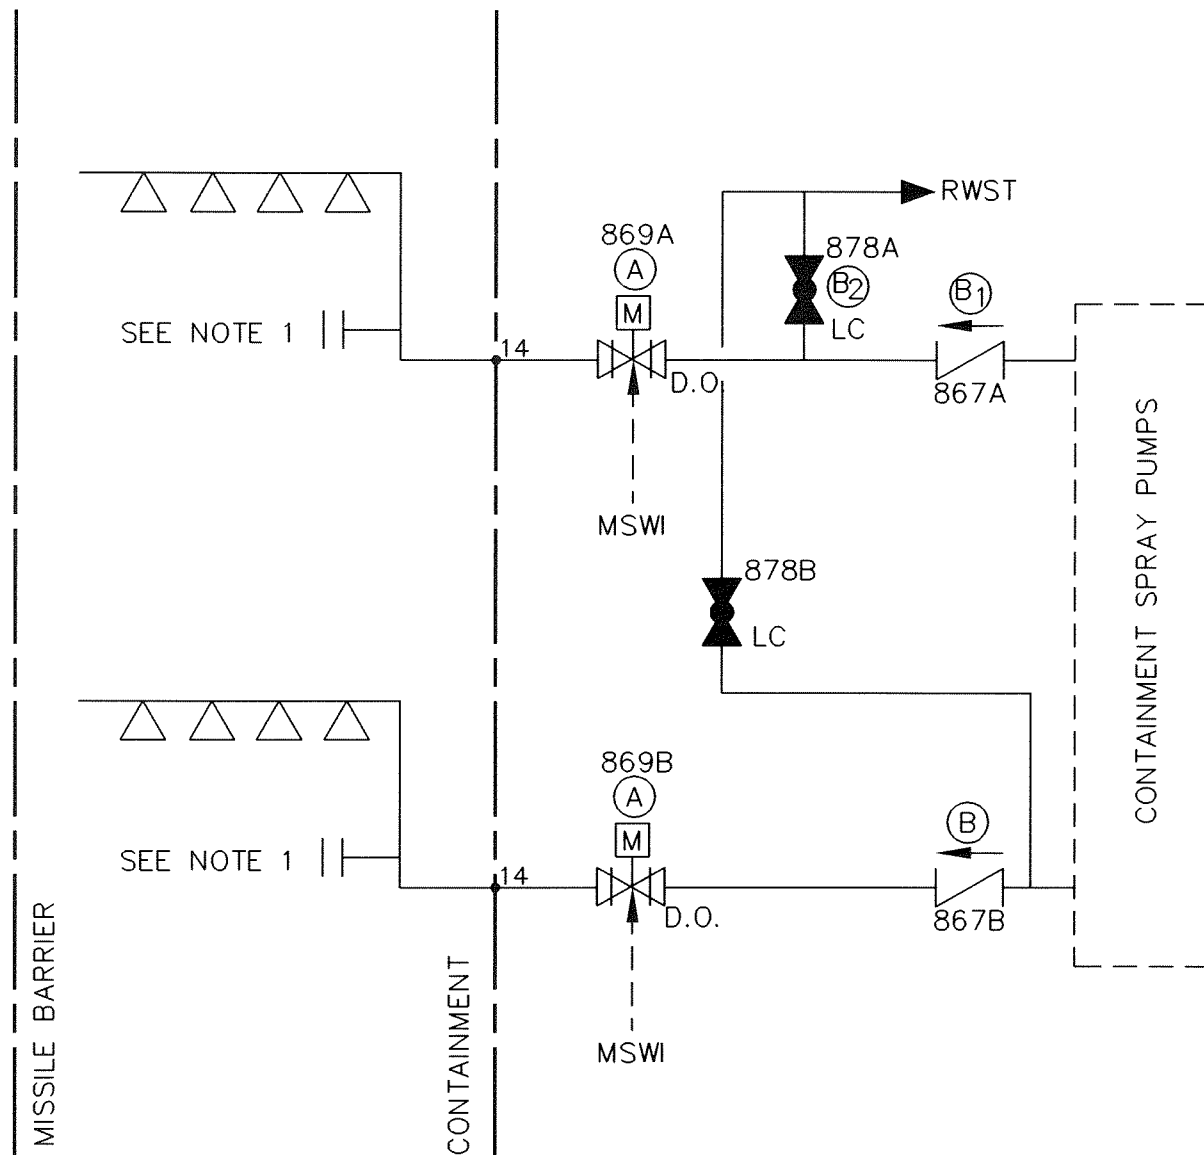 RWST
869A
A
M
878A
B2
LC
B1
SEE NOTE 1
14
D.O
867A
MSWI
878B
LC
CONTAINMENT SPRAY PUMPS
869B
A
M
B
SEE NOTE 1
14
D.O.
867B
MSWI
MISSILE BARRIER
CONTAINMENT